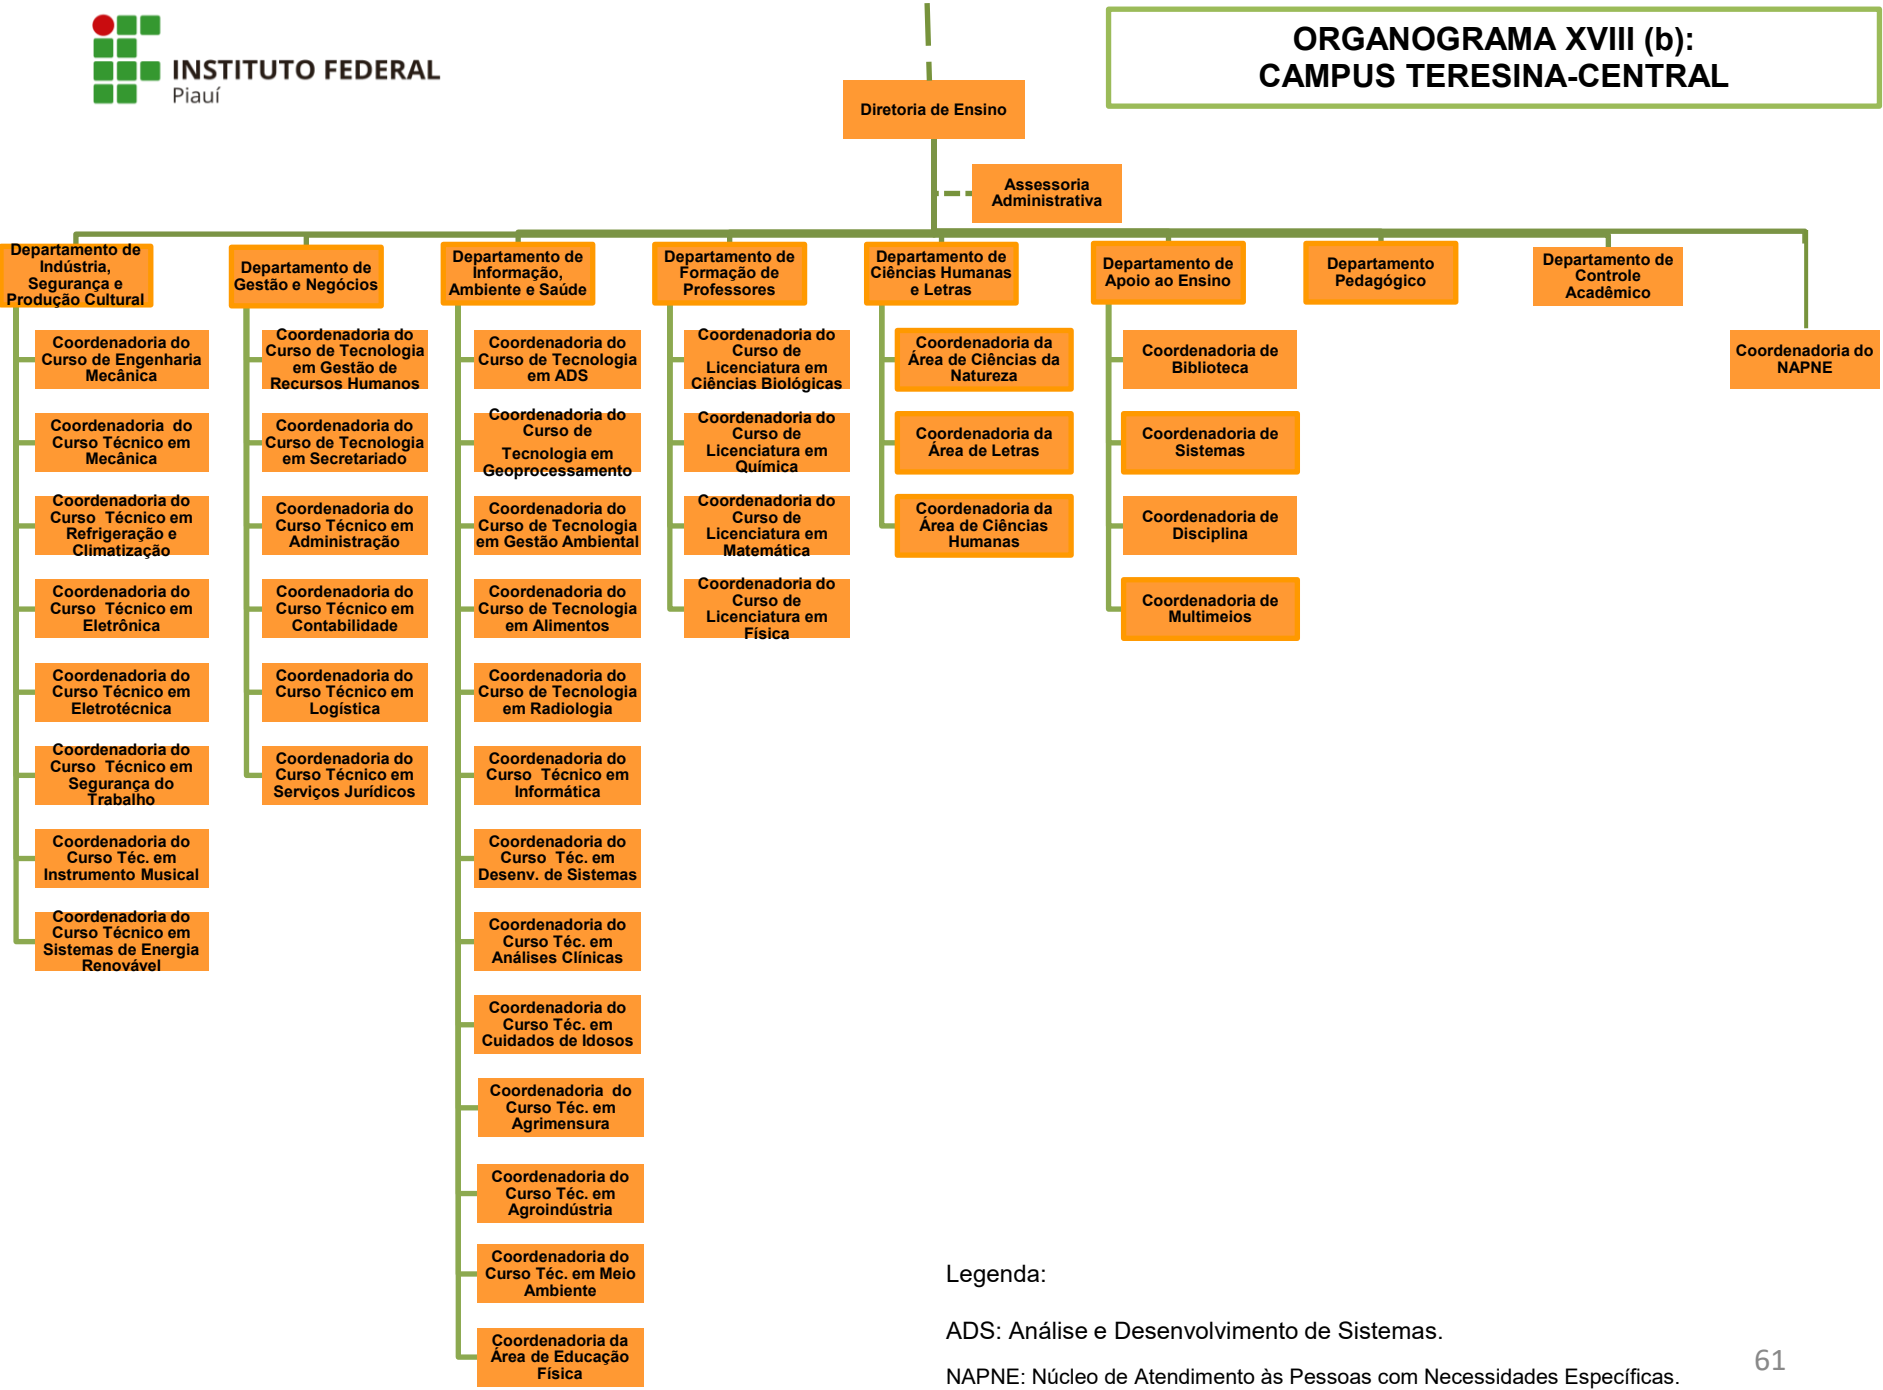 INSTITUTO FEDERAL
Piauí
ORGANOGRAMA XVIII (b):
CAMPUS TERESINA-CENTRAL
Diretoria de Ensino
Assessoria
Administrativa
Departamento de
Indústria,
Segurança e
Produção Cultural
Departamento de
Gestão e Negócios
Departamento de
Informação,
Ambiente e Saúde
Departamento de
Formação de
Professores
Departamento de
Ciências Humanas
e Letras
Departamento de
Apoio ao Ensino
Departamento
Pedagógico
Departamento de
Controle
Acadêmico
Coordenadoria do
NAPNE
Coordenadoria do
Curso de Engenharia
Mecânica
Coordenadoria do
Curso Técnico em
Mecânica
Coordenadoria do
Curso Técnico em
Refrigeração e
Climatização
Coordenadoria do
Curso Técnico em
Eletrônica
Coordenadoria do
Curso Técnico em
Eletrotécnica
Coordenadoria do
Curso Técnico em
Segurança do
Trabalho
Coordenadoria do
Curso Téc. em
Instrumento Musical
Coordenadoria do
Curso Técnico em
Sistemas de Energia
Renovável
Coordenadoria do
Curso de Tecnologia
em Gestão de
Recursos Humanos
Coordenadoria do
Curso de Tecnologia
em Secretariado
Coordenadoria do
Curso Técnico em
Administração
Coordenadoria do
Curso Técnico em
Contabilidade
Coordenadoria do
Curso Técnico em
Logística
Coordenadoria do
Curso Técnico em
Serviços Jurídicos
Coordenadoria do
Curso de Tecnologia
em ADS
Coordenadoria do
Curso de
Tecnologia em
Geoprocessamento
Coordenadoria do
Curso de Tecnologia
em Gestão Ambiental
Coordenadoria do
Curso de Tecnologia
em Alimentos
Coordenadoria do
Curso de Tecnologia
em Radiologia
Coordenadoria do
Curso Técnico em
Informática
Coordenadoria do
Curso Téc. em
Desenv. de Sistemas
Coordenadoria do
Curso Téc. em
Análises Clínicas
Coordenadoria do
Curso Téc. em
Cuidados de Idosos
Coordenadoria do
Curso Téc. em
Agrimensura
Coordenadoria do
Curso Téc. em
Agroindústria
Coordenadoria do
Curso Téc. em Meio
Ambiente
Coordenadoria da
Área de Educação
Física
Coordenadoria do
Curso de
Licenciatura em
Ciências Biológicas
Coordenadoria do
Curso de
Licenciatura em
Química
Coordenadoria do
Curso de
Licenciatura em
Matemática
Coordenadoria do
Curso de
Licenciatura em
Física
Coordenadoria da
Área de Ciências da
Natureza
Coordenadoria da
Área de Letras
Coordenadoria da
Área de Ciências
Humanas
Coordenadoria de
Biblioteca
Coordenadoria de
Sistemas
Coordenadoria de
Disciplina
Coordenadoria de
Multimeios
Legenda:
ADS: Análise e Desenvolvimento de Sistemas.
NAPNE: Núcleo de Atendimento às Pessoas com Necessidades Específicas.
61